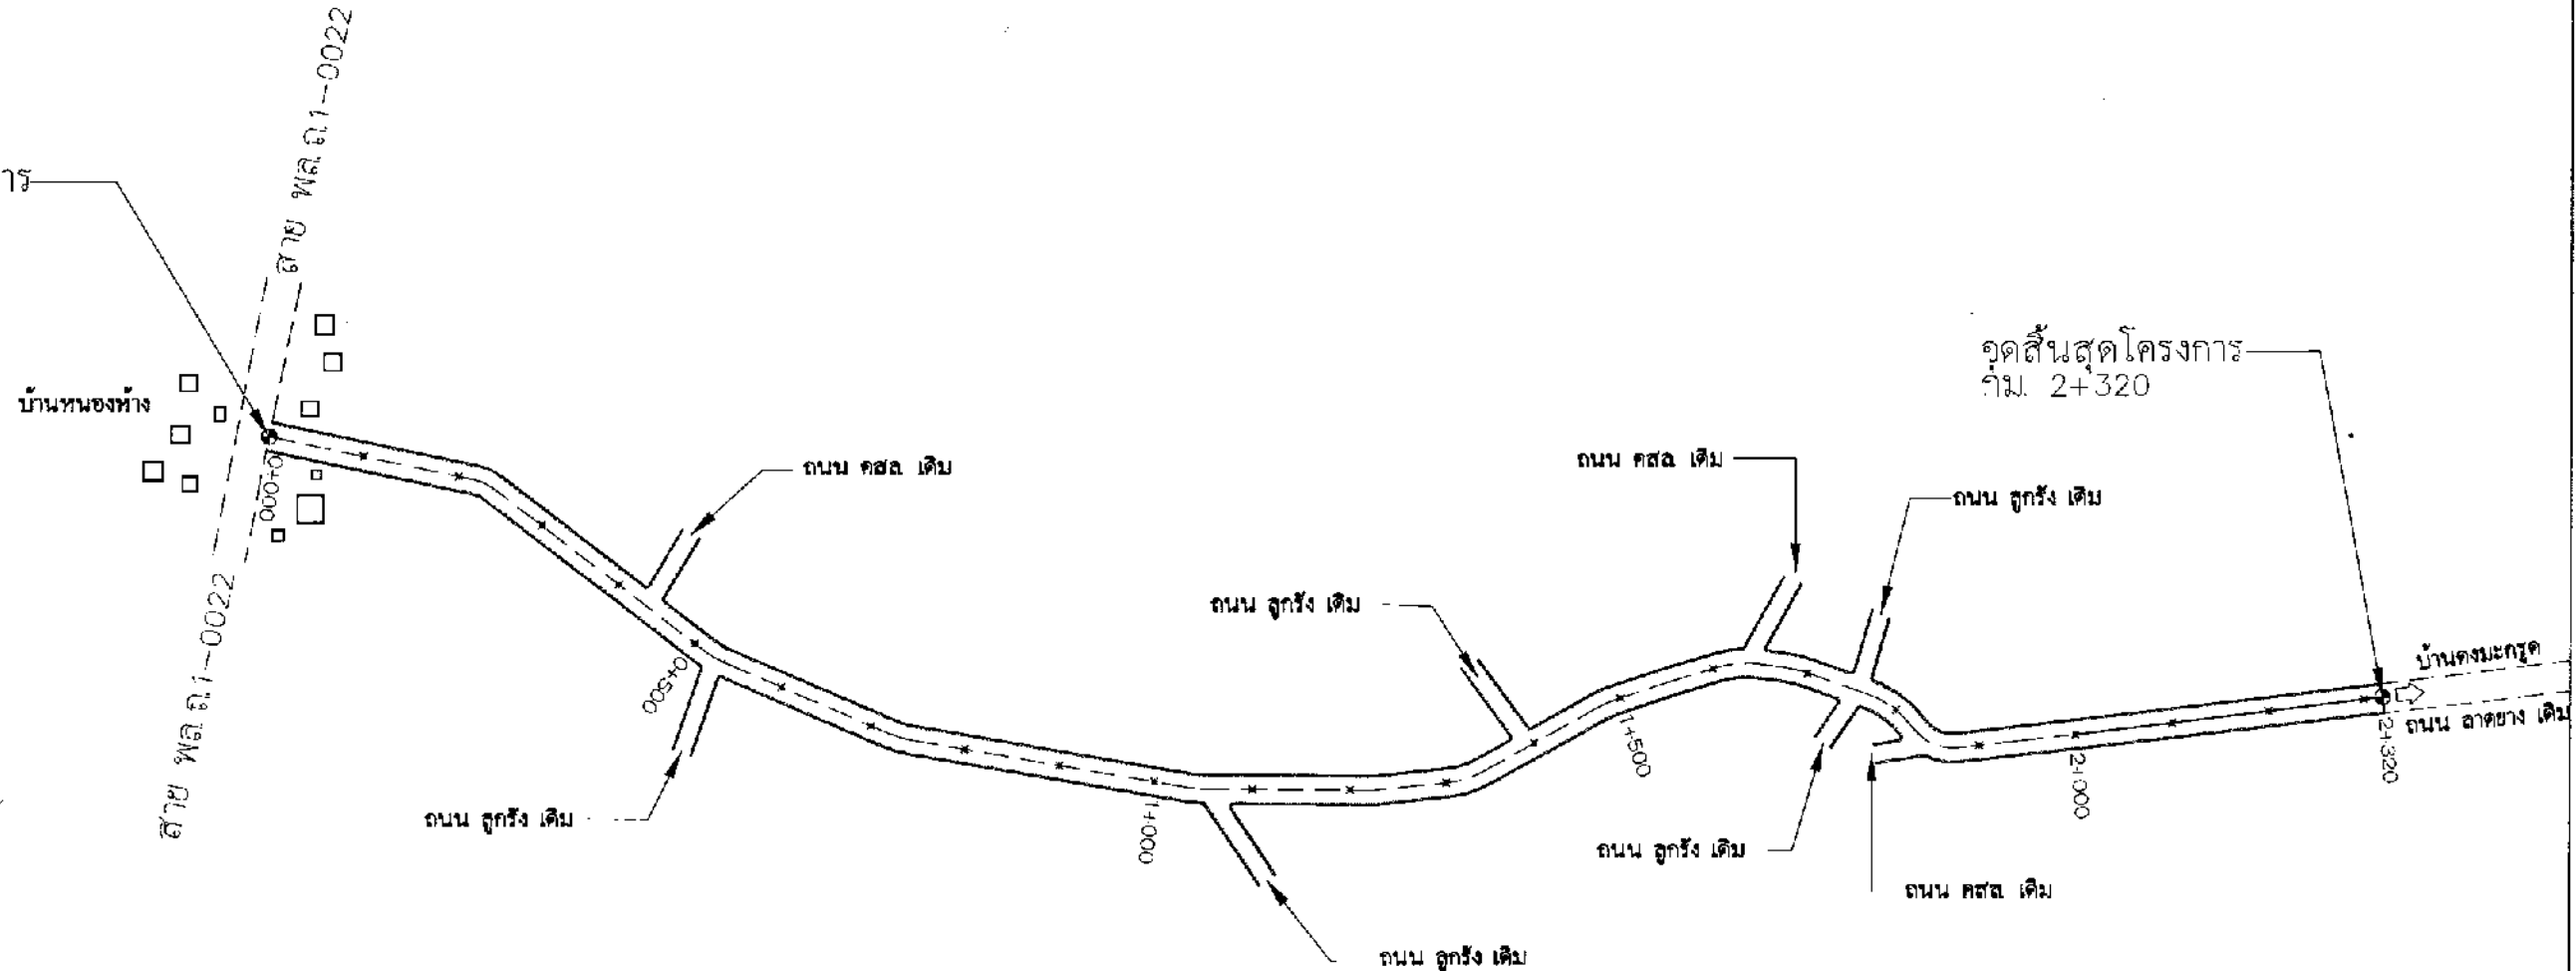 สาย พล.ถ.1-0022
าร
จุดสิ้นสุดโครงการ
กม. 2+320
บ้านหนองห้าง
ถนน คสล. เดิม
ถนน คสล. เดิม
0+000
ถนน ลูกรัง เดิม
ถนน ลูกรัง เดิม
บ้านดงมะกรูด
0+500
สาย พล.ถ.1-0022
1+500
ถนน ลาดยาง เดิม
2+320
2+000
ถนน ลูกรัง เดิม
1+000
ถนน ลูกรัง เดิม
ถนน คสล. เดิม
ถนน ลูกรัง เดิม